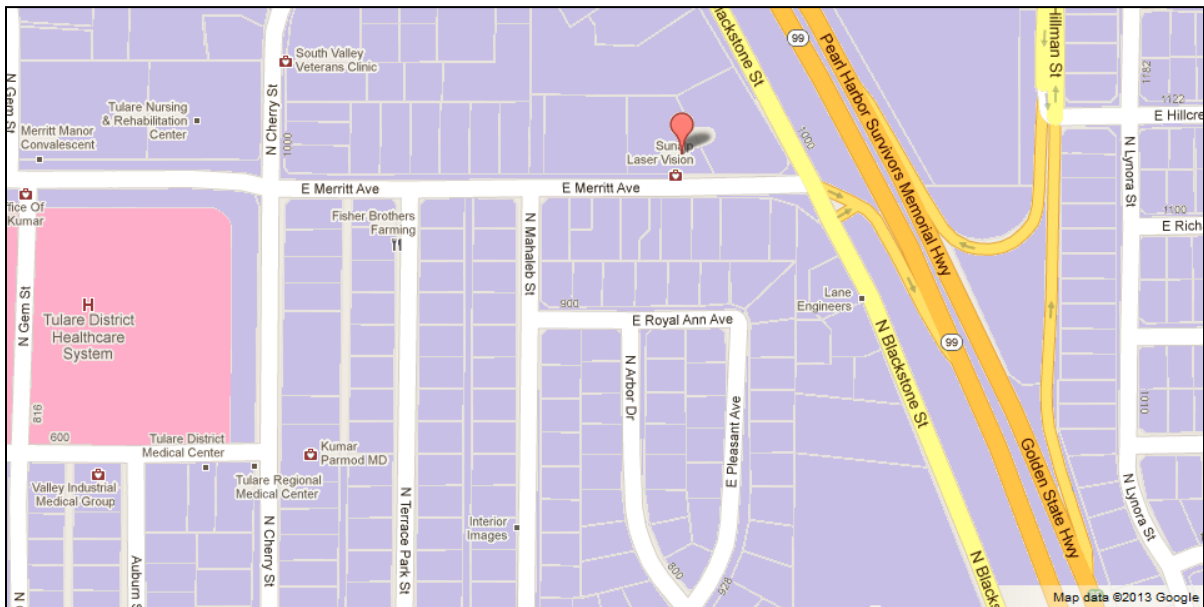 N Gem St
South Valley
Veterans Clinic
Tulare Nursing
& Rehabilitation
Center
Merritt Manor
Convalescent
N Cherry St
1000
Blackstone St
1000
99
Pearl Harbor Survivors Memorial Hwy
Hillman St
1182
1122
E Hillcre
N Lynora St
1100
E Rich
Laser Vision
E Merritt Ave
E Merritt Ave
ffice Of
Kumar
Fisher Brothers
Farming
N Mahaleb St
N Gem St
H
Tulare District
Healthcare
System
816
600
900
E Royal Ann Ave
Lane
Engineers
N Blackstone St
99
N Arbor Dr
E Pleasant Ave
1010
Tulare District
Medical Center
Kumar
Parmod MD
Valley Industrial
Medical Group
Tulare Regional
Medical Center
N Cherry St
N Terrace Park St
Interior
Images
Auburn S
800
928
N Blacks
Golden State Hwy
N Lynora St
Map data ©2013 Google